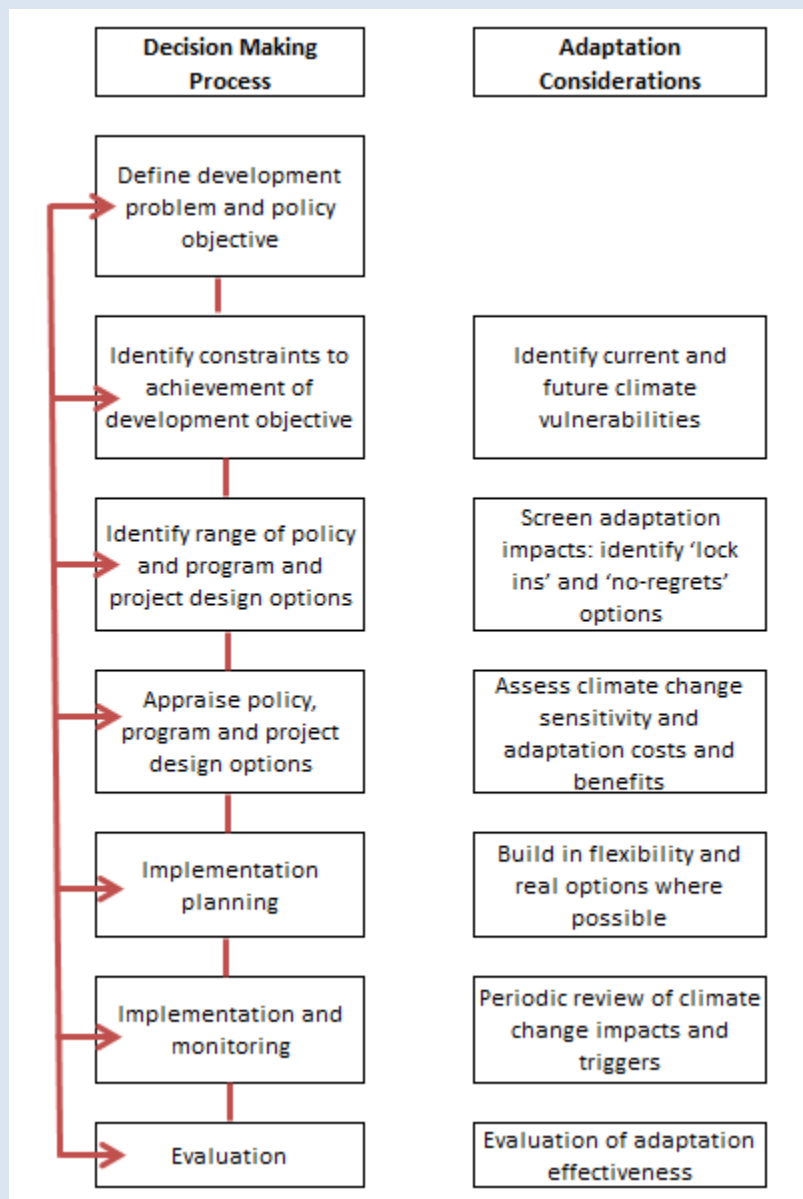 Decision Making
Process
Adaptation
Considerations
Define development
problem and policy
objective
Identify constraints to
achievement of
development objective
Identify current and
future climate
vulnerabilities
Identify range of policy
and program and
project design options
Screen adaptation
impacts: identify ‘lock
ins’ and ‘no-regrets’
options
Appraise policy,
program and project
design options
Assess climate change
sensitivity and
adaptation costs and
benefits
Implementation
planning
Build in flexibility and
real options where
possible
Implementation and
monitoring
Periodic review of climate
change impacts and
triggers
Evaluation
Evaluation of adaptation
effectiveness